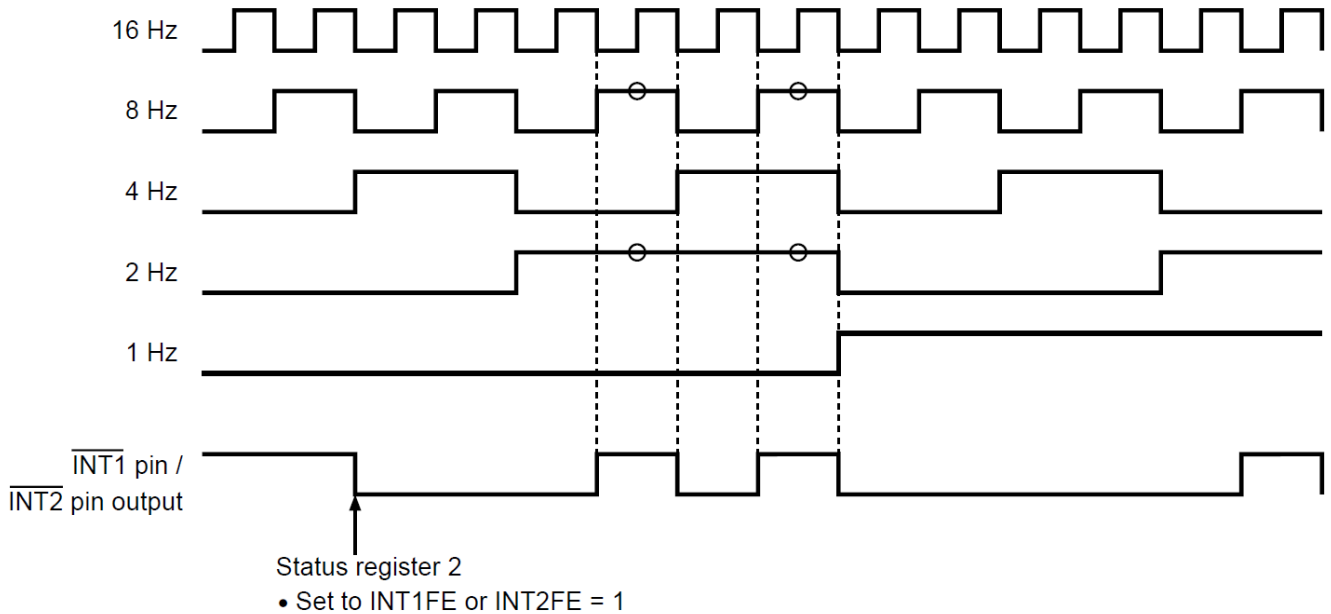 16 Hz
8 Hz
4 Hz
2 Hz
1 Hz
INT1 pin /
INT2 pin output
Status register 2
• Set to INT1FE or INT2FE = 1